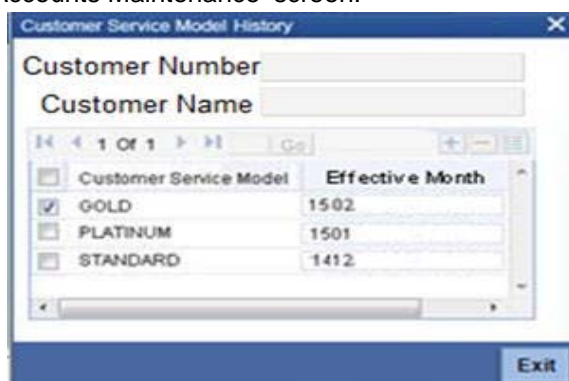 Accounts Maintenance' screen.
Customer Service Model History
Customer Number
Customer Name
1 Of 1 Go
Customer Service Model Effective Month
GOLD 1502
PLATINUM 1501
STANDARD 1412
Exit